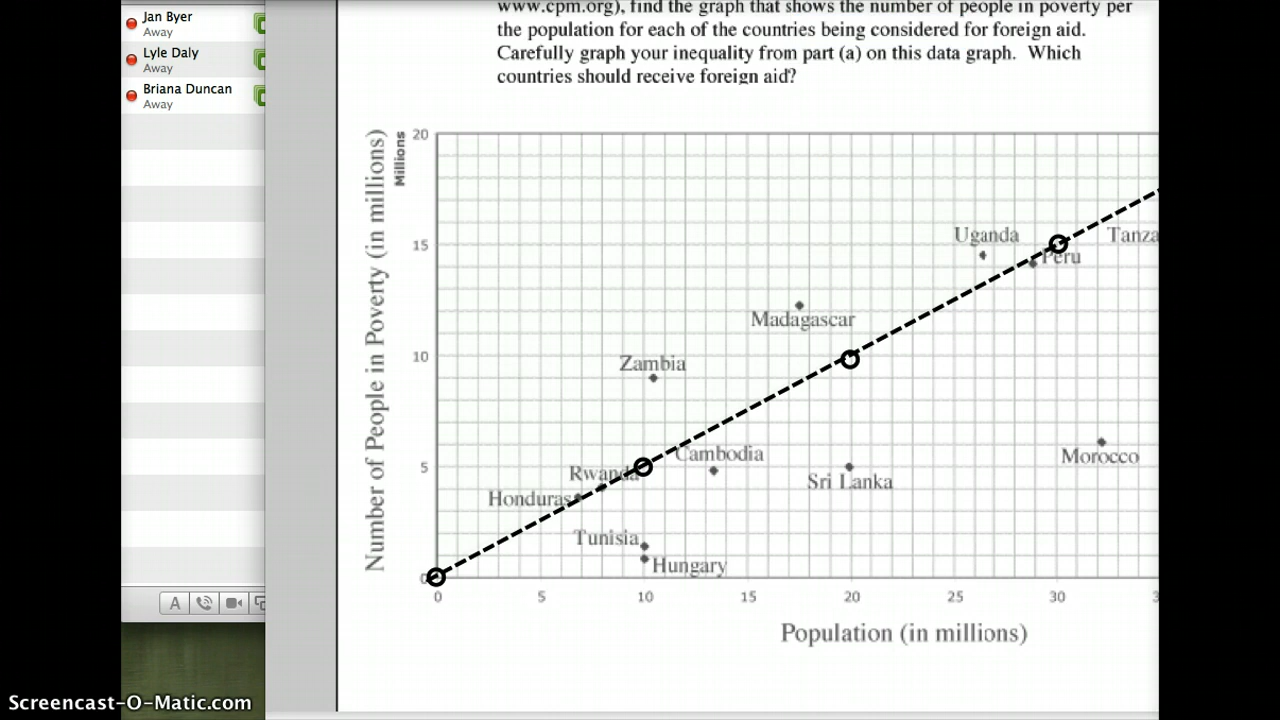 Jan Byer
Away
Lyle Daly
Away
Briana Duncan
Away
www.cpm.org), find the graph that shows the number of people in poverty per
the population for each of the countries being considered for foreign aid.
Carefully graph your inequality from part (a) on this data graph. Which
countries should receive foreign aid?
Number of People in Poverty (in millions)
Millions
20
15
10
5
0
Uganda
Tanza
Peru
Madagascar
Zambia
Cambodia
Morocco
Rwanda
Sri Lanka
Honduras
Tunisia
Hungary
0 5 10 15 20 25 30
Population (in millions)
A
Screencast-O-Matic.com